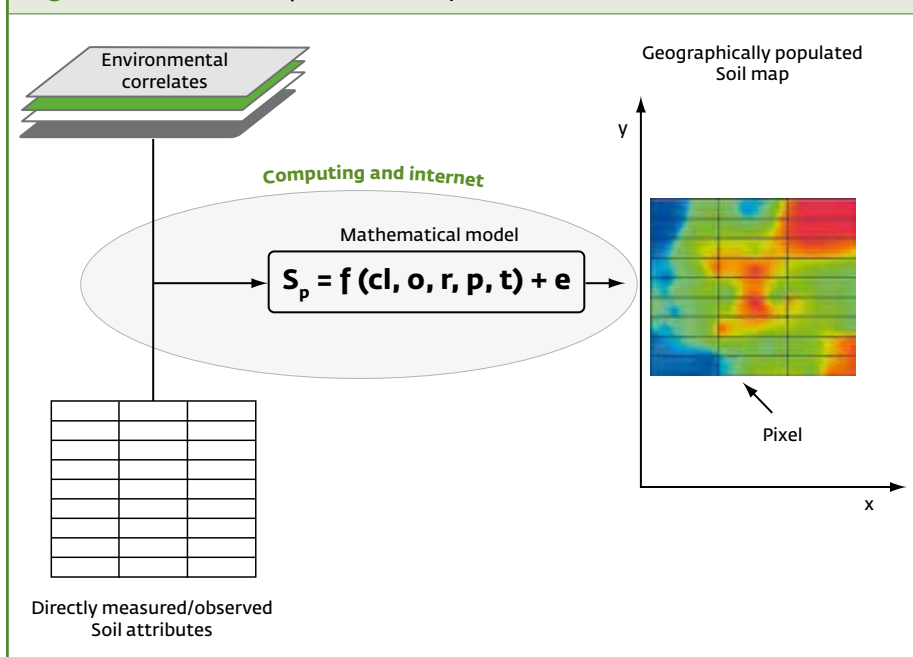 Environmental
correlates
Geographically populated
Soil map
y
Computing and internet
Mathematical model
Sp = f (cl, o, r, p, t) + e
Pixel
x
Directly measured/observed
Soil attributes